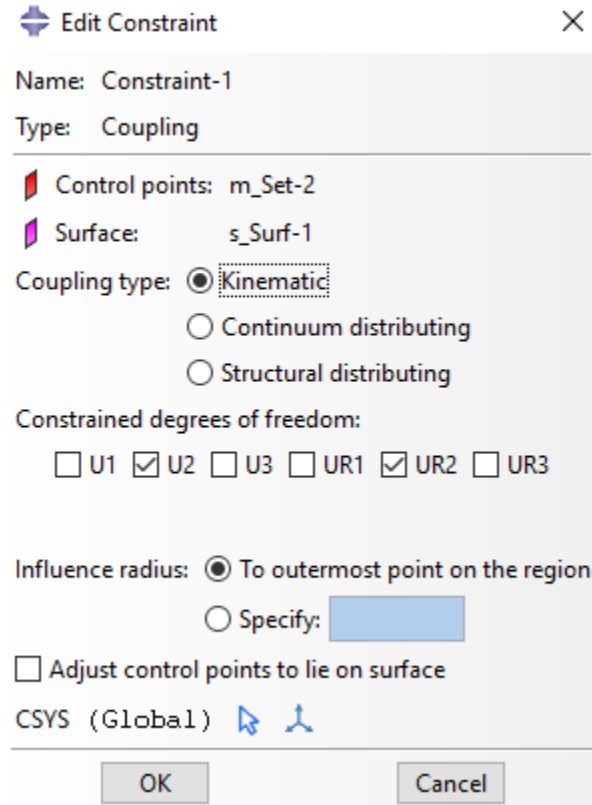 Edit Constraint
Name: Constraint-1
Type: Coupling
Control points: m_Set-2
Surface: s_Surf-1
Coupling type: Kinematic
Continuum distributing
Structural distributing
Constrained degrees of freedom:
U1 U2 U3 UR1 UR2 UR3
Influence radius: To outermost point on the region
Specify:
Adjust control points to lie on surface
CSYS (Global)
OK Cancel